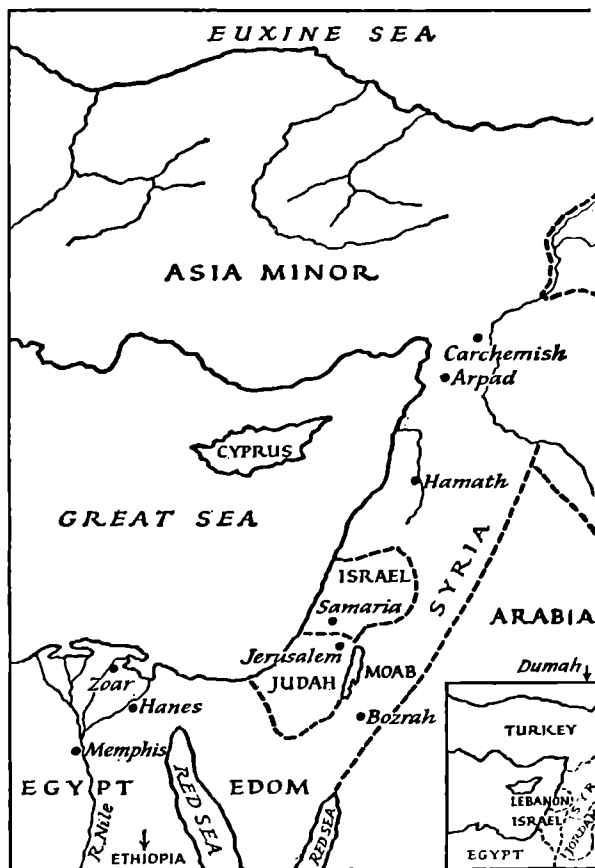 EUXINE SEA
ASIA MINOR
Carchemish
Arpad
CYPRUS
Hamath
GREAT SEA
SYRIA
ISRAEL
Samaria
ARABIA
Jerusalem
MOAB
Dumah
Zoar
JUDAH
Hanes
Bozrah
Memphis
EGYPT
EDOM
RED SEA
RED SEA
R. Nile
ETHIOPIA
TURKEY
LEBANON
ISRAEL
JORDAN
EGYPT